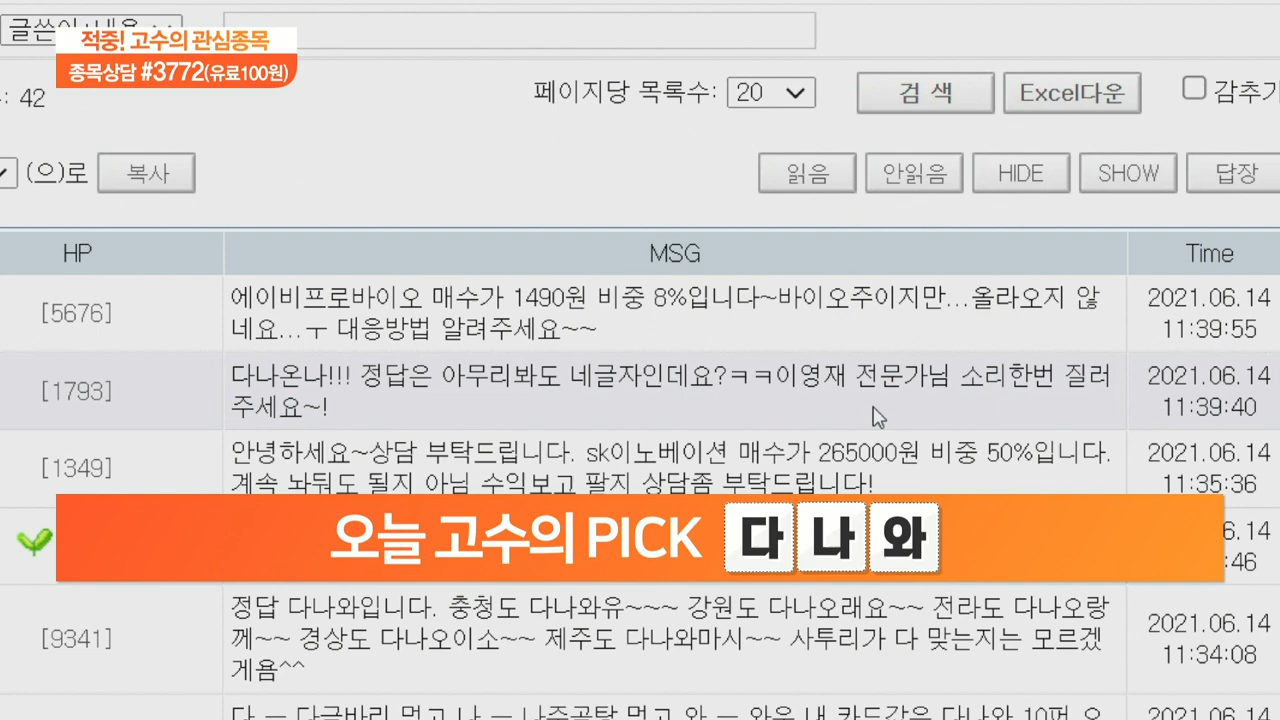 적중! 고수의 관심종목
종목상담 #3772(유료100원)
: 42
페이지당 목록수: 20
검 색
Excel다운
감추기
(으)로
복사
읽음
안읽음
HIDE
SHOW
답장
HP
MSG
Time
[5676]
에이비프로바이오 매수가 1490원 비중 8%입니다~바이오주이지만...올라오지 않
네요...ㅜ 대응방법 알려주세요~~
2021.06.14
11:39:55
[1793]
다나온나!!! 정답은 아무리봐도 네글자인데요?ㅋㅋ이영재 전문가님 소리한번 질러
주세요~!
2021.06.14
11:39:40
[1349]
안녕하세요~상담 부탁드립니다. sk이노베이션 매수가 265000원 비중 50%입니다.
계속 놔둬도 될지 아님 수익보고 팔지 상담좀 부탁드립니다!
2021.06.14
11:35:36
오늘 고수의 PICK 다나와
6.14
:46
[9341]
정답 다나와입니다. 충청도 다나와유~~~ 강원도 다나오래요~~ 전라도 다나오랑
께~~ 경상도 다나오이소~~ 제주도 다나와마시~~ 사투리가 다 맞는지는 모르겠
게욤^^
2021.06.14
11:34:08
2021.06.14